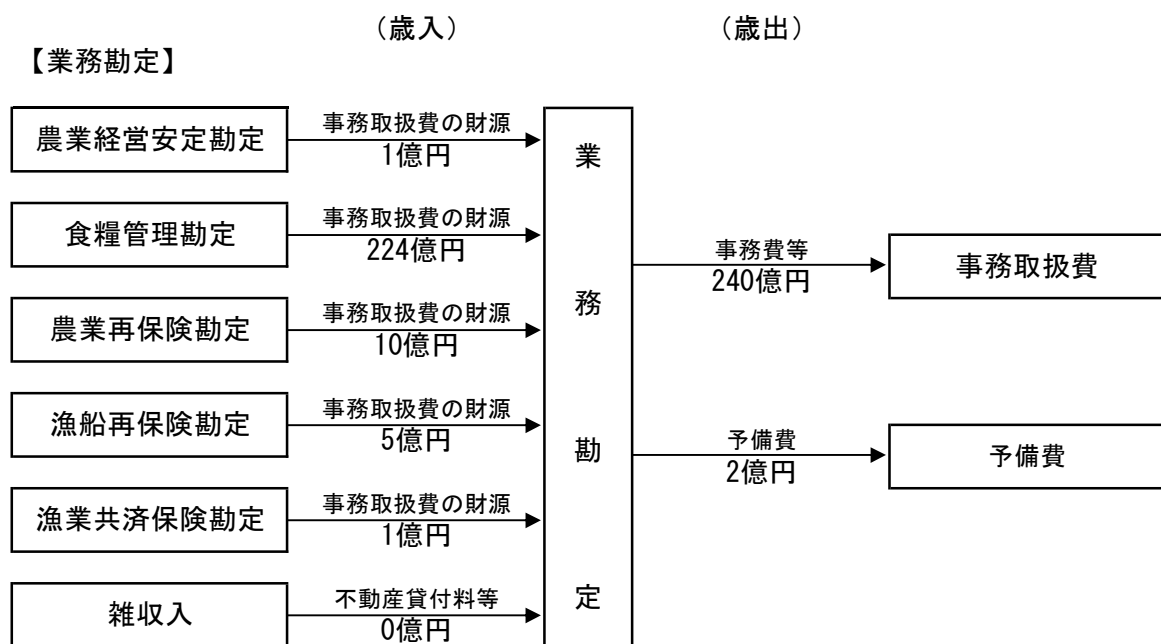 （歳入）
（歳出）
【業務勘定】
農業経営安定勘定
事務取扱費の財源
1億円
食糧管理勘定
事務取扱費の財源
224億円
農業再保険勘定
事務取扱費の財源
10億円
漁船再保険勘定
事務取扱費の財源
5億円
漁業共済保険勘定
事務取扱費の財源
1億円
雑収入
不動産貸付料等
0億円
業
務
勘
定
事務費等
240億円
事務取扱費
予備費
2億円
予備費